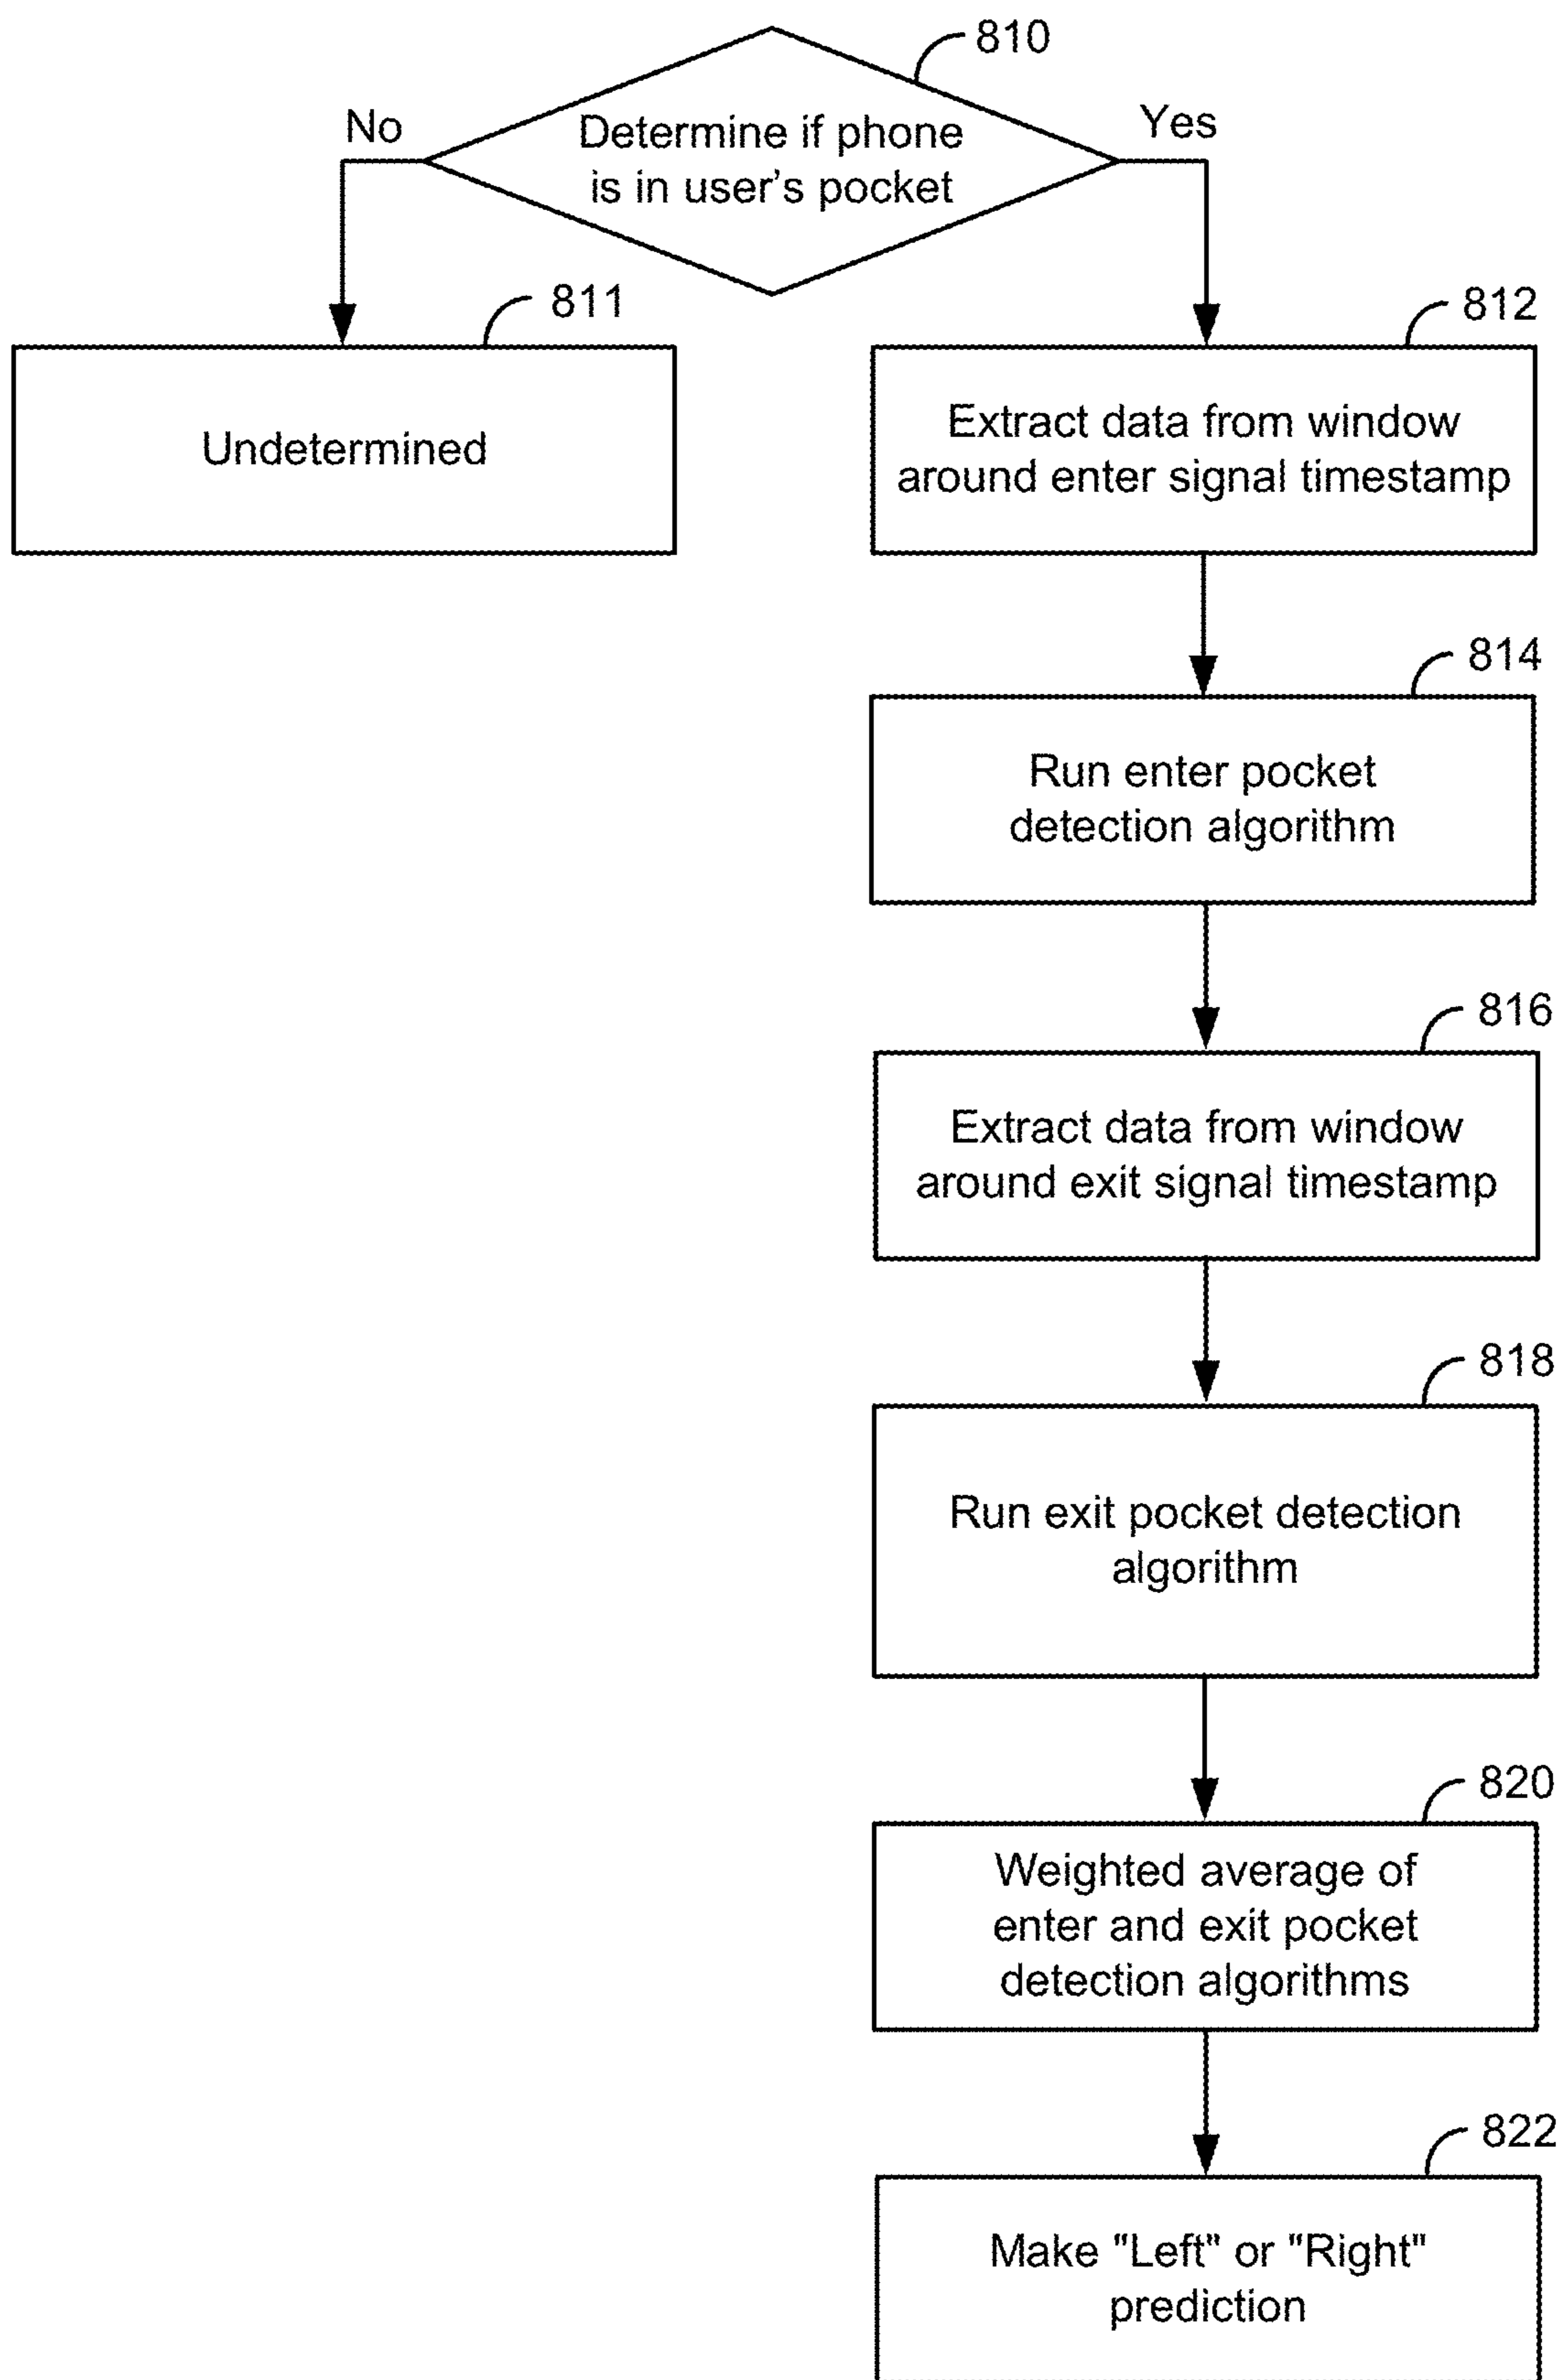 810
No
Yes
Determine if phone
is in user's pocket
811
812
Undetermined
Extract data from window
around enter signal timestamp
814
Run enter pocket
detection algorithm
816
Extract data from window
around exit signal timestamp
818
Run exit pocket detection
algorithm
820
Weighted average of
enter and exit pocket
detection algorithms
822
Make "Left" or "Right"
prediction